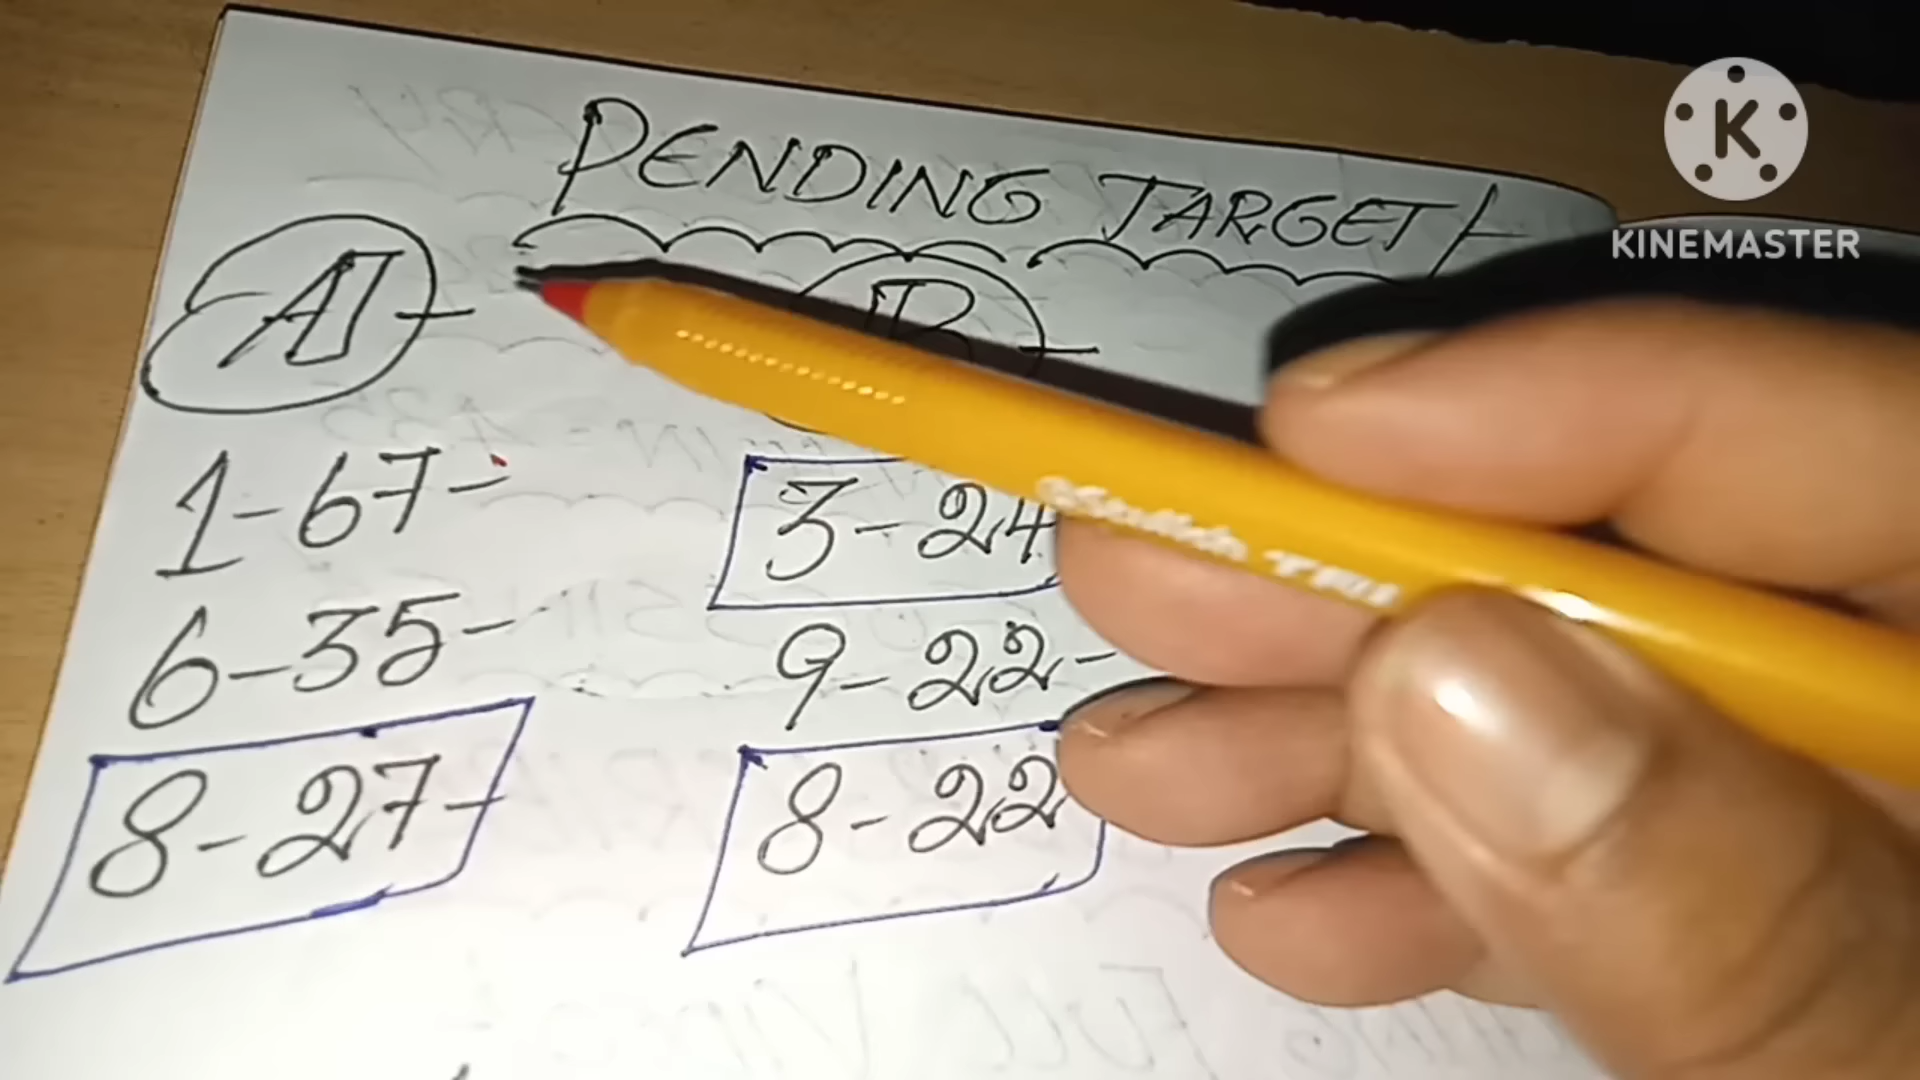 PENDING TARGET/-
A - B -
1-67- 3-24
6-35- 9-22-
8-27- 8-22
KINEMASTER